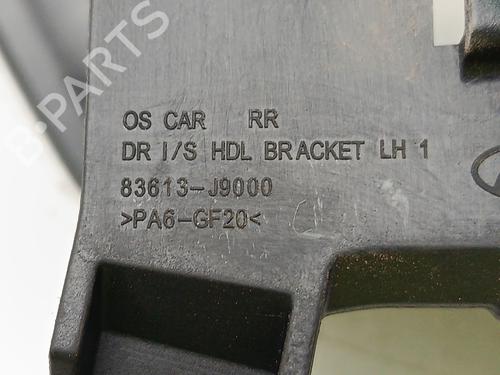 B-PARTS
OS CAR RR
DR I/S HDL BRACKET LH 1
83613-J9000
>PA6-GF20<